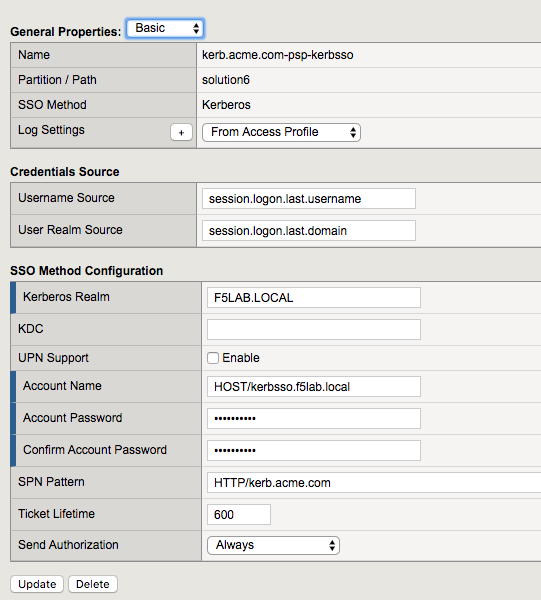 General Properties: Basic
Name kerb.acme.com-psp-kerbsso
Partition / Path solution6
SSO Method Kerberos
Log Settings + From Access Profile
Credentials Source
Username Source session.logon.last.username
User Realm Source session.logon.last.domain
SSO Method Configuration
Kerberos Realm F5LAB.LOCAL
KDC
UPN Support Enable
Account Name HOST/kerbsso.f5lab.local
Account Password ••••••••••
Confirm Account Password ••••••••••
SPN Pattern HTTP/kerb.acme.com
Ticket Lifetime 600
Send Authorization Always
Update Delete